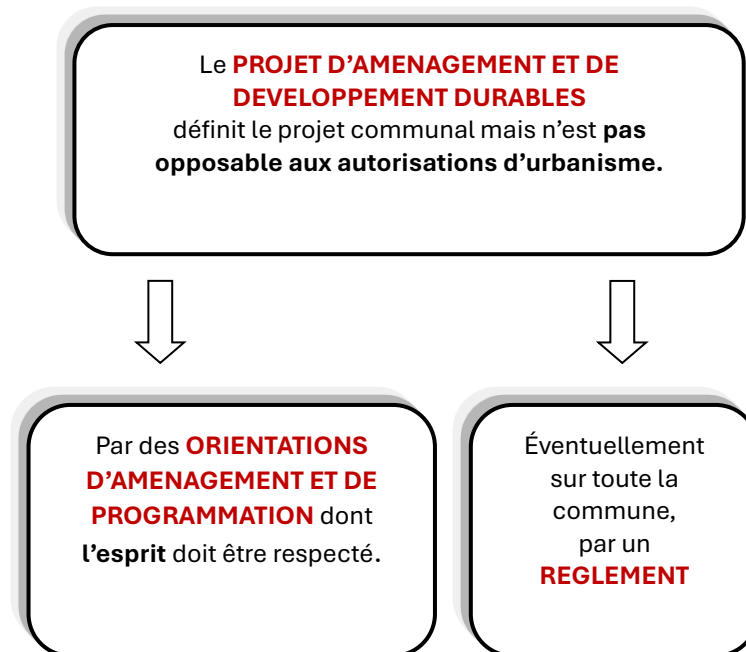 Le PROJET D’AMENAGEMENT ET DE
DEVELOPPEMENT DURABLES
définit le projet communal mais n’est pas
opposable aux autorisations d’urbanisme.
Par des ORIENTATIONS
D’AMENAGEMENT ET DE
PROGRAMMATION dont
l’esprit doit être respecté.
Éventuellement
sur toute la
commune,
par un
REGLEMENT